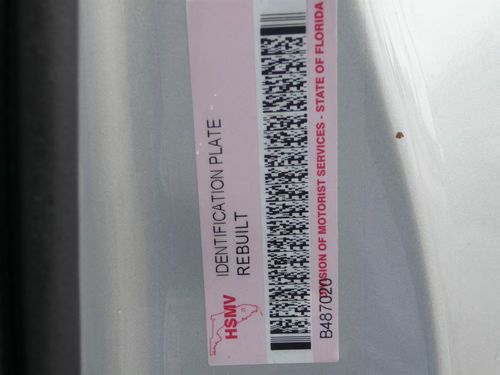 IDENTIFICATION PLATE
REBUILT
HSMV
B487020
DIVISION OF MOTORIST SERVICES - STATE OF FLORIDA